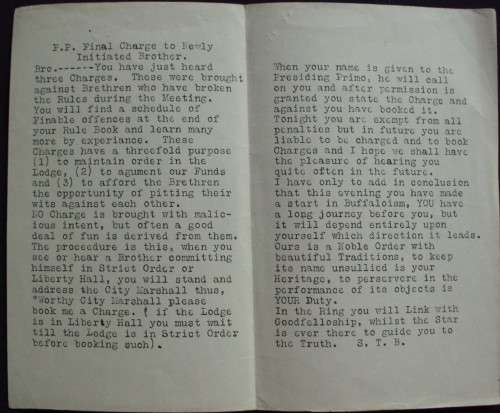 P.P. Final Charge to Newly
Initiated Brother.
Bro.------You have just heard
three Charges. These were brought
against Brethren who have broken
the Rules during the Meeting.
You will find a schedule of
Finable offences at the end of
your Rule Book and learn many
more by experiance. These
Charges have a threefold purpose
(1) to maintain order in the
Lodge, (2) to agument our Funds
and (3) to afford the Brethren
the opportunity of pitting their
wits against each other.
NO Charge is brought with malic-
ious intent, but often a good
deal of fun is derived from them.
The proceedure is this, when you
see or hear a Brother committing
himself in Strict Order or
Liberty Hall, you will stand and
address the City Marshall thus,
"Worthy City Marshall please
book me a Charge. ( if the Lodge
is in Liberty Hall you must wait
till the Lodge is in Strict Order
before booking such).
When your name is given to the
Presiding Primo, he will call
on you and after permission is
granted you state the Charge and
against you have booked it.
Tonight you are exempt from all
penalties but in future you are
liable to be charged and to book
Charges and I hope we shall have
the pleasure of hearing you
quite often in the future.
I have only to add in conclusion
that this evening you have made
a start in Buffaloism, YOU have
a long journey before you, but
it will depend entirely upon
yourself which direction it leads.
Ours is a Noble Order with
beautiful Traditions, to keep
its name unsullied is your
Heritage, to perservere in the
performance of its objects is
YOUR Duty.
In the Ring you will Link with
Goodfelloship, whilst the Star
is ever there to guide you to
the Truth. S. T. B.